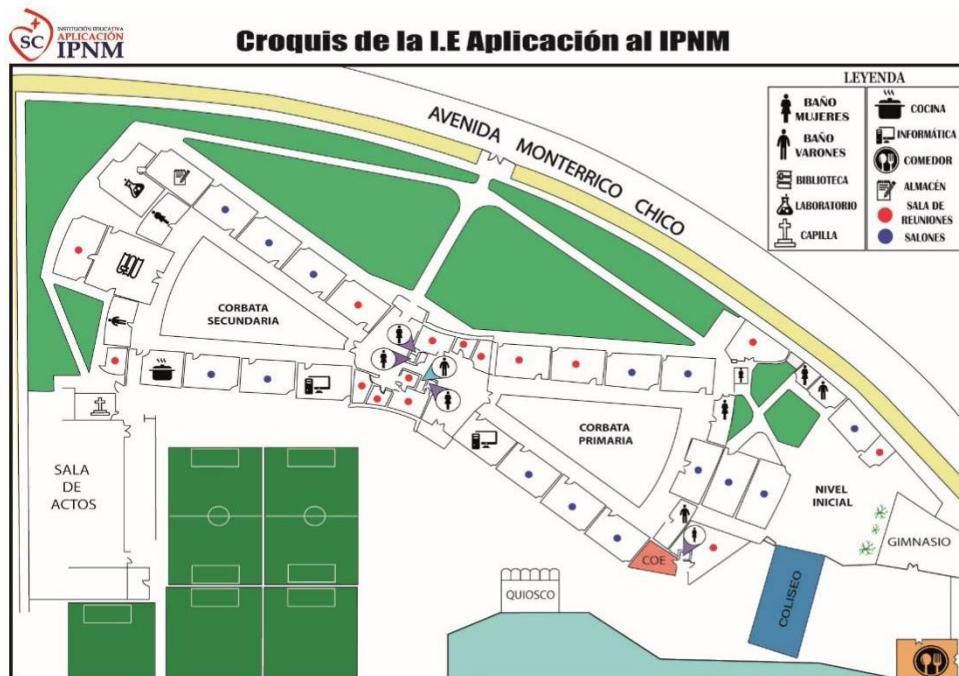 SC
INSTITUCIÓN EDUCATIVA
APLICACIÓN
IPNM
Croquis de la I.E Aplicación al IPNM
LEYENDA
BAÑO
MUJERES
BAÑO
VARONES
BIBLIOTECA
LABORATORIO
CAPILLA
COCINA
INFORMÁTICA
COMEDOR
ALMACÉN
SALA DE
REUNIONES
SALONES
AVENIDA MONTERRICO CHICO
CORBATA
SECUNDARIA
CORBATA
PRIMARIA
SALA
DE
ACTOS
NIVEL
INICIAL
GIMNASIO
COE
QUIOSCO
COLISEO